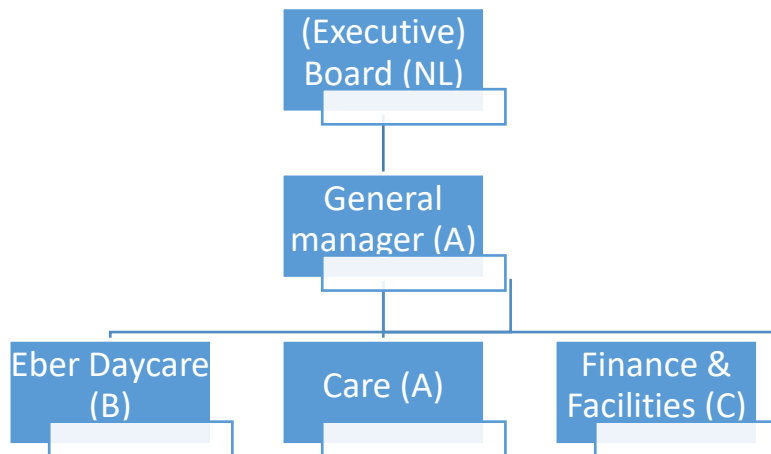 (Executive)
Board (NL)
General
manager (A)
Eber Daycare
(B)
Care (A)
Finance &
Facilities (C)